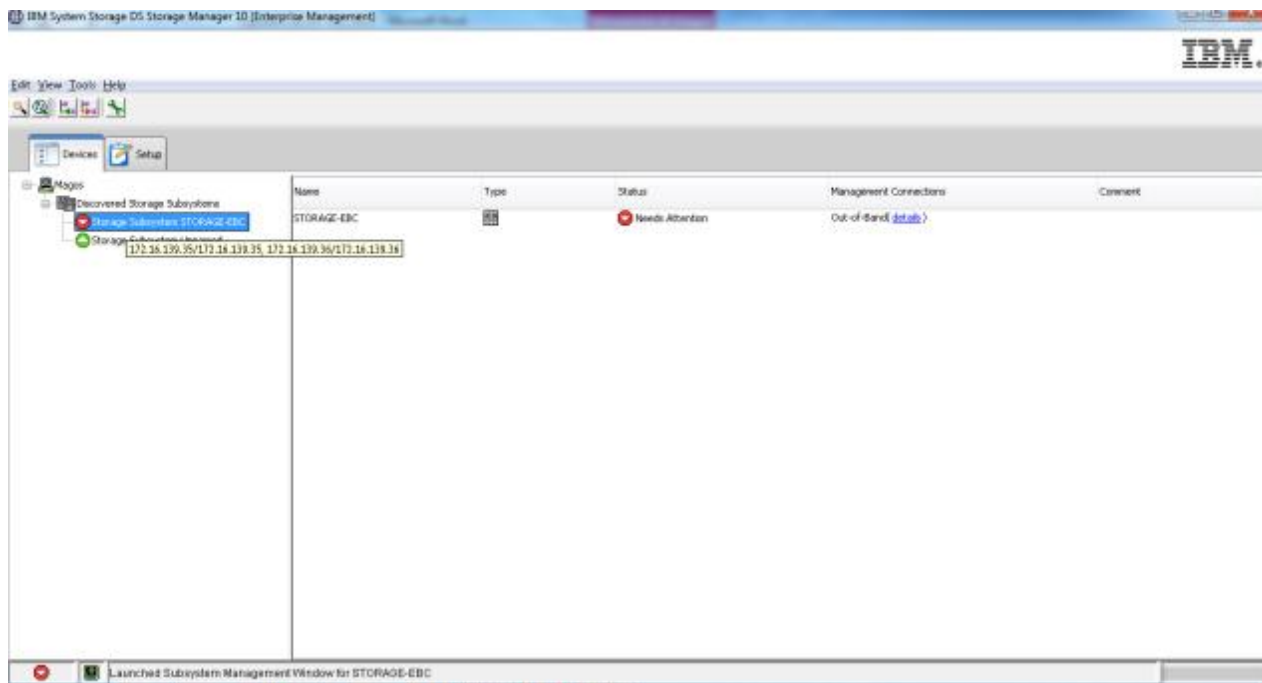 IBM System Storage DS Storage Manager 10 [Enterprise Management]
IBM.
Edit View Tools Help
Devices Setup
Mages
Discovered Storage Subsystems
Storage Subsystem STORAGE-EBC
Storage
172.16.139.35/172.16.139.35, 172.16.139.36/172.16.139.36
Name Type Status Management Connections Comment
STORAGE-EBC Needs Attention Out-of-Band( details )
Launched Subsystem Management Window for STORAGE-EBC